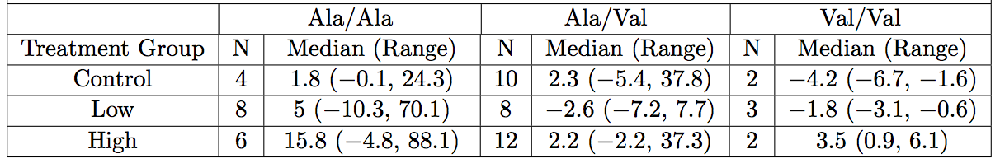 Ala/Ala Ala/Val Val/Val
Treatment Group N Median (Range) N Median (Range) N Median (Range)
Control 4 1.8 (−0.1, 24.3) 10 2.3 (−5.4, 37.8) 2 −4.2 (−6.7, −1.6)
Low 8 5 (−10.3, 70.1) 8 −2.6 (−7.2, 7.7) 3 −1.8 (−3.1, −0.6)
High 6 15.8 (−4.8, 88.1) 12 2.2 (−2.2, 37.3) 2 3.5 (0.9, 6.1)